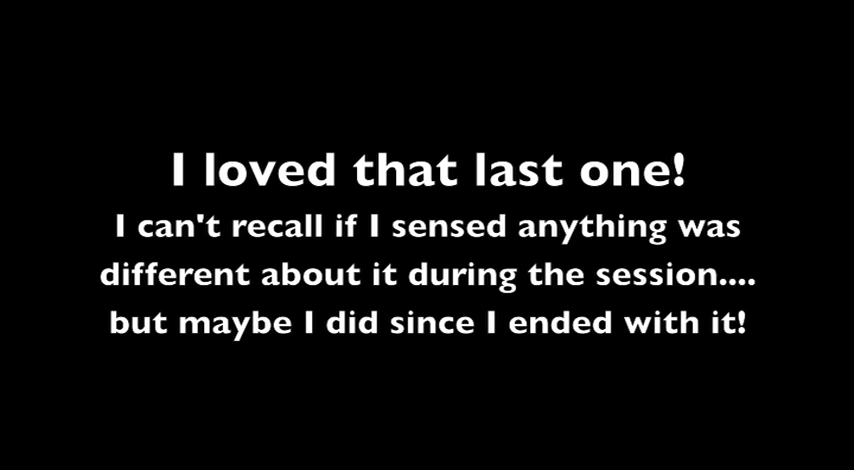 I loved that last one!
I can't recall if I sensed anything was
different about it during the session....
but maybe I did since I ended with it!